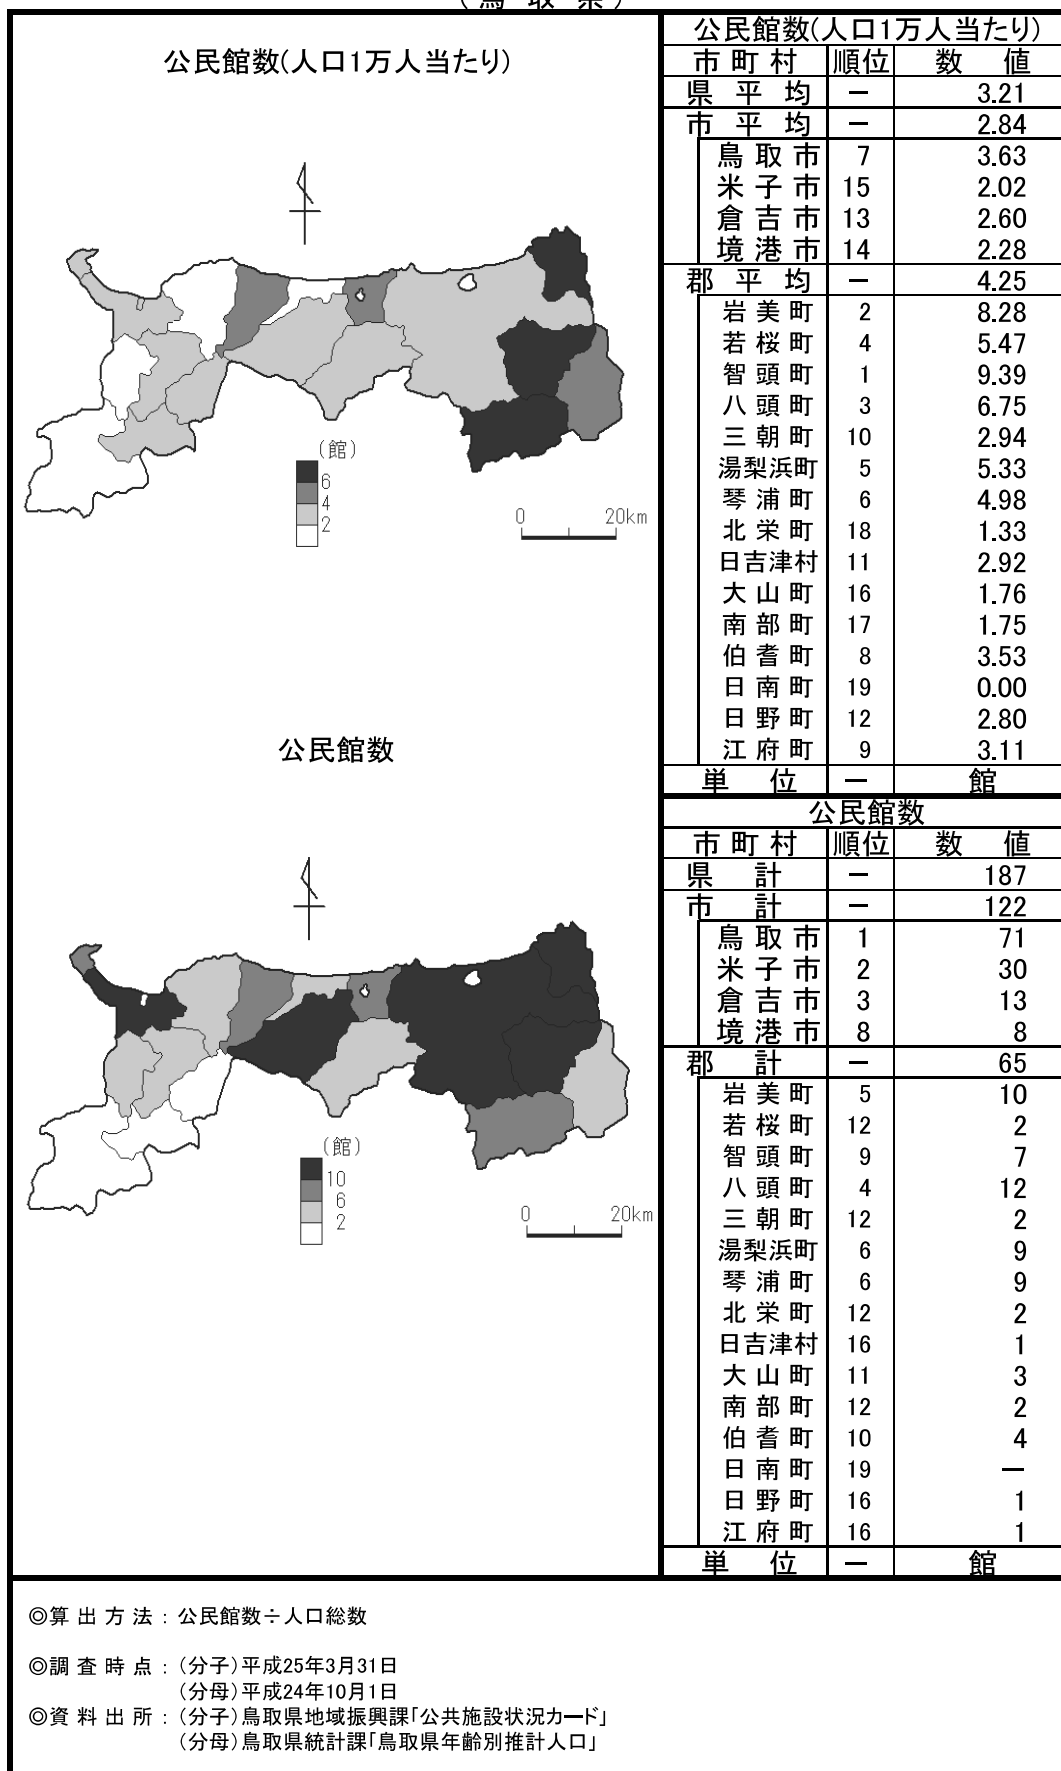 (鳥 取 県)
公民館数(人口1万人当たり)
(館)
6
4
2
0 20km
公民館数(人口1万人当たり)
市 町 村 順位 数 値
県 平 均 － 3.21
市 平 均 － 2.84
鳥 取 市 7 3.63
米 子 市 15 2.02
倉 吉 市 13 2.60
境 港 市 14 2.28
郡 平 均 － 4.25
岩 美 町 2 8.28
若 桜 町 4 5.47
智 頭 町 1 9.39
八 頭 町 3 6.75
三 朝 町 10 2.94
湯梨浜町 5 5.33
琴 浦 町 6 4.98
北 栄 町 18 1.33
日吉津村 11 2.92
大 山 町 16 1.76
南 部 町 17 1.75
伯 耆 町 8 3.53
日 南 町 19 0.00
日 野 町 12 2.80
江 府 町 9 3.11
単 位 － 館
公民館数
(館)
10
6
2
0 20km
公民館数
市 町 村 順位 数 値
県 計 － 187
市 計 － 122
鳥 取 市 1 71
米 子 市 2 30
倉 吉 市 3 13
境 港 市 8 8
郡 計 － 65
岩 美 町 5 10
若 桜 町 12 2
智 頭 町 9 7
八 頭 町 4 12
三 朝 町 12 2
湯梨浜町 6 9
琴 浦 町 6 9
北 栄 町 12 2
日吉津村 16 1
大 山 町 11 3
南 部 町 12 2
伯 耆 町 10 4
日 南 町 19 －
日 野 町 16 1
江 府 町 16 1
単 位 － 館
◎算 出 方 法 : 公民館数÷人口総数
◎調 査 時 点 : (分子)平成25年3月31日
(分母)平成24年10月1日
◎資 料 出 所 : (分子)鳥取県地域振興課「公共施設状況カード」
(分母)鳥取県統計課「鳥取県年齢別推計人口」